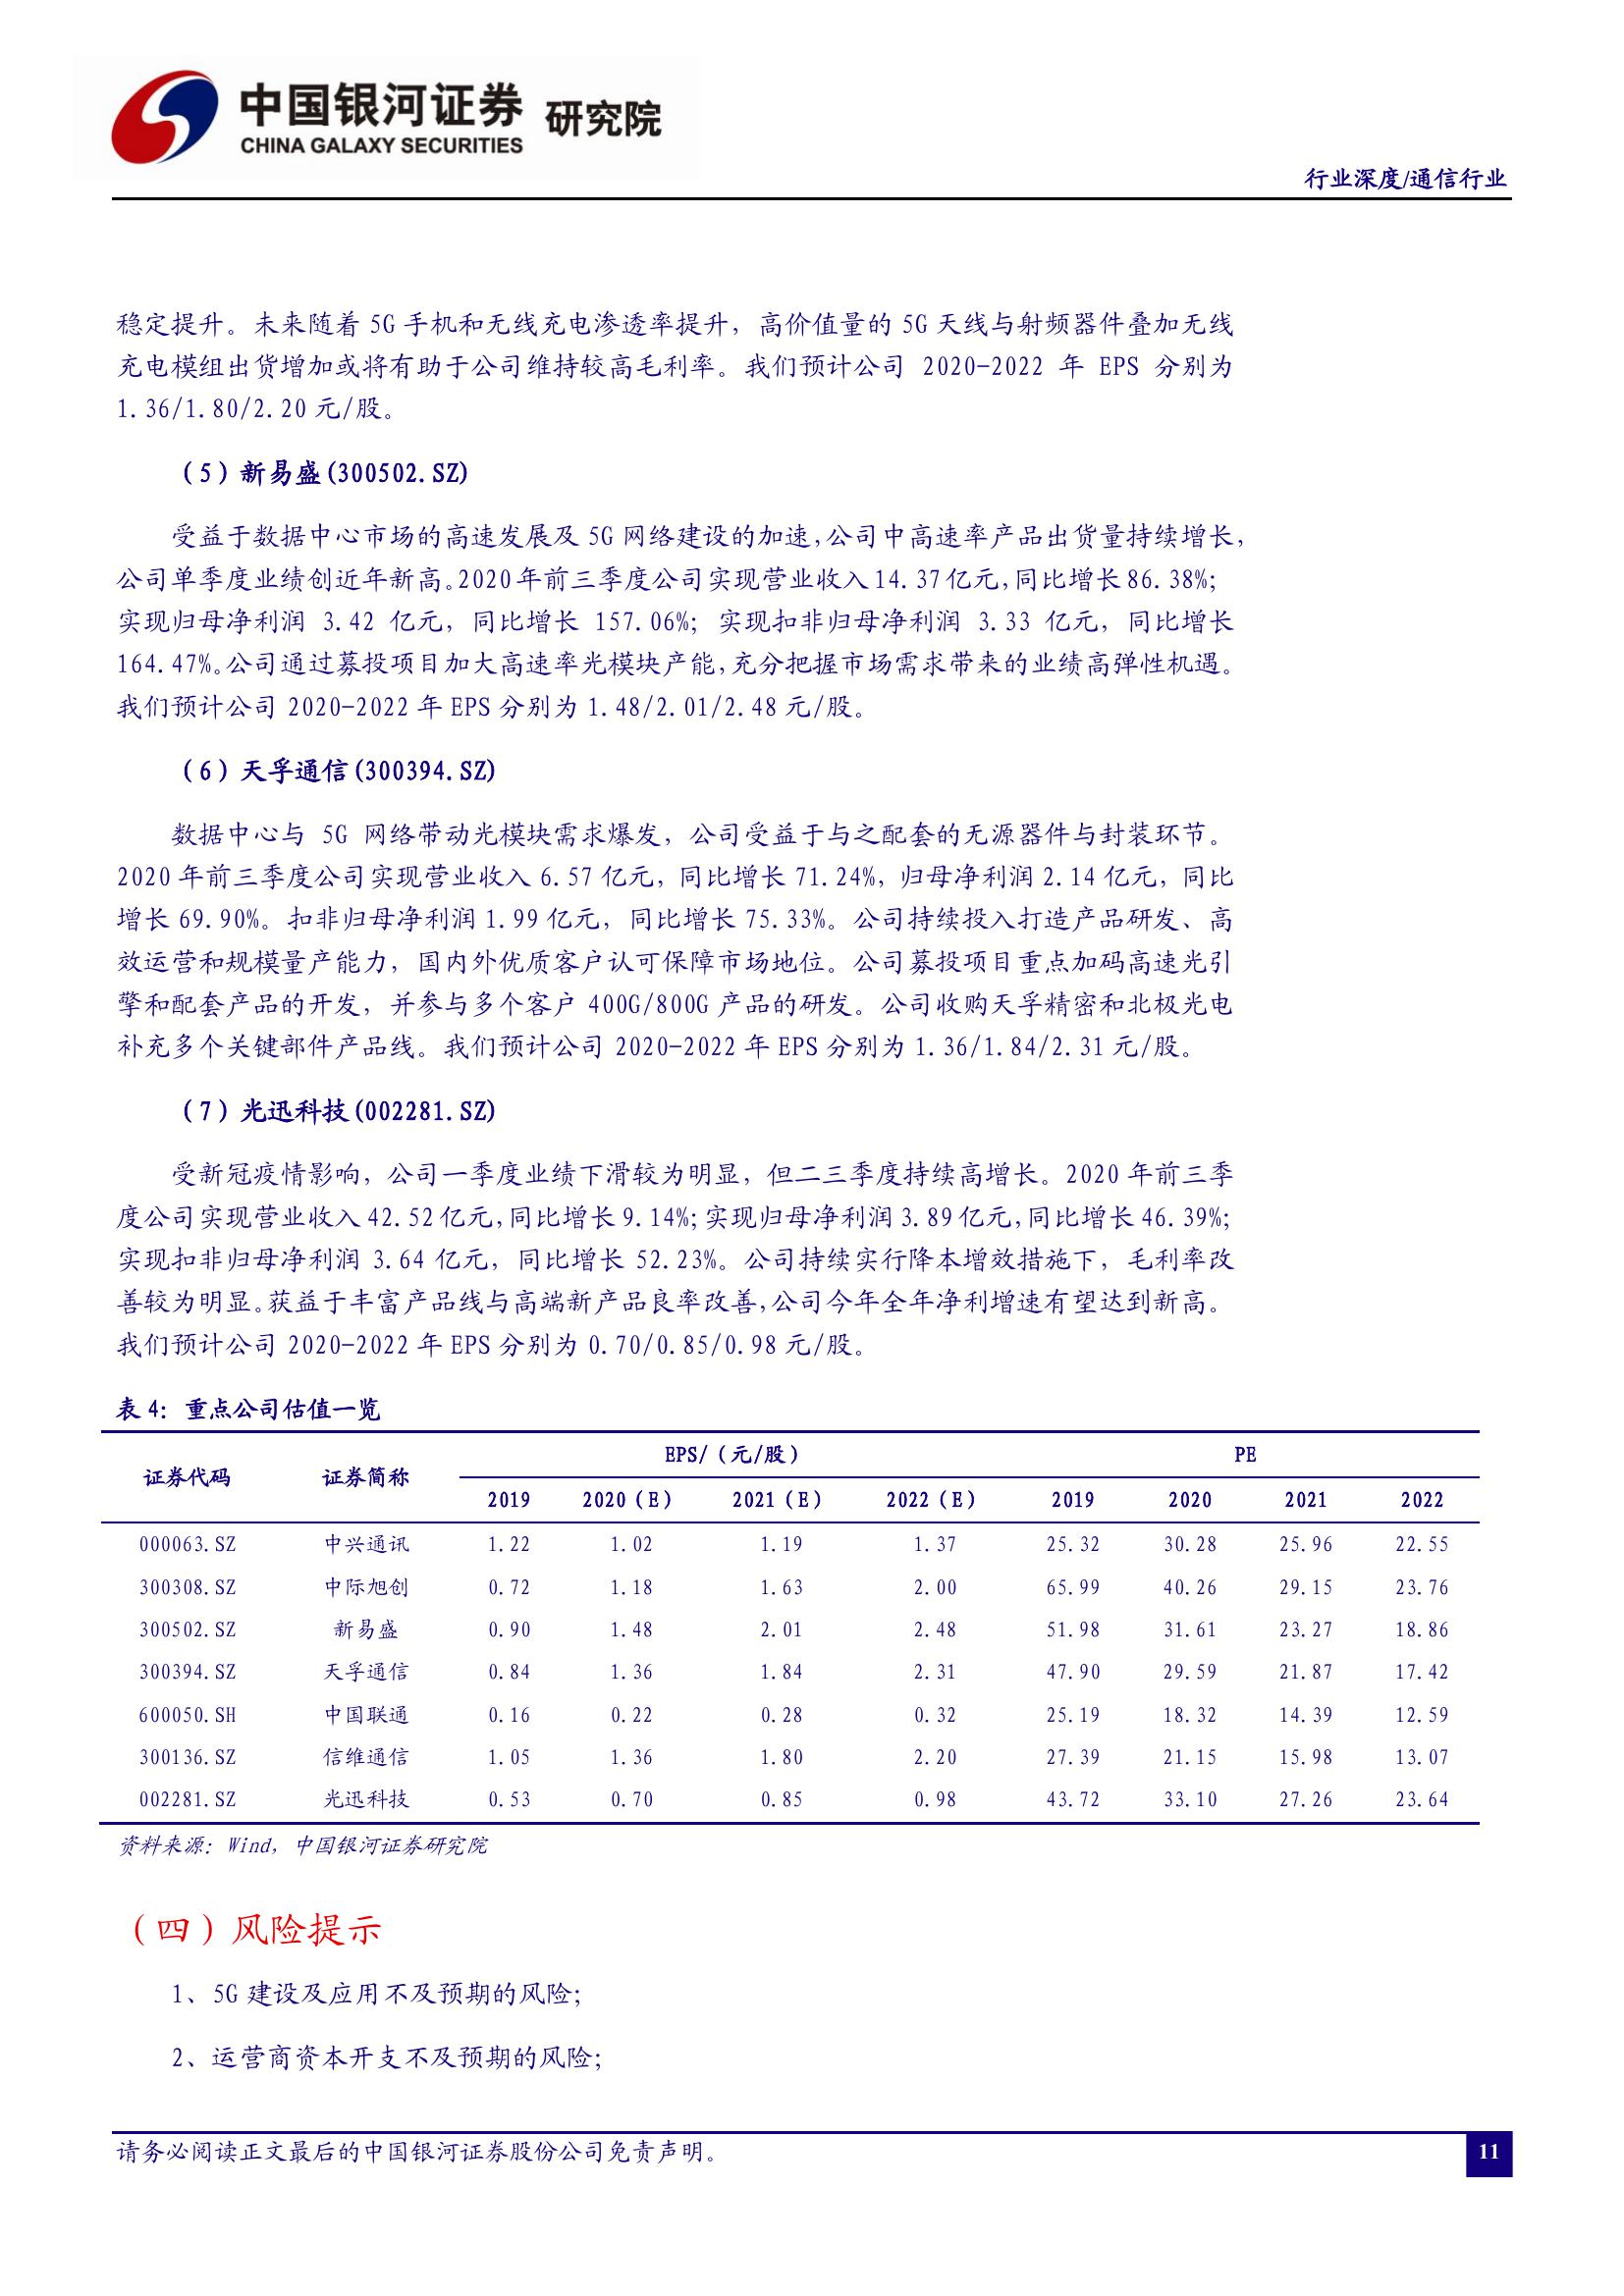 中国银河证券 研究院
CHINA GALAXY SECURITIES
行业深度/通信行业
稳定提升。未来随着 5G 手机和无线充电渗透率提升，高价值量的 5G 天线与射频器件叠加无线
充电模组出货增加或将有助于公司维持较高毛利率。我们预计公司 2020-2022 年 EPS 分别为
1.36/1.80/2.20 元/股。
（5）新易盛(300502.SZ)
受益于数据中心市场的高速发展及 5G 网络建设的加速，公司中高速率产品出货量持续增长，
公司单季度业绩创近年新高。2020 年前三季度公司实现营业收入 14.37 亿元，同比增长 86.38%；
实现归母净利润 3.42 亿元，同比增长 157.06%；实现扣非归母净利润 3.33 亿元，同比增长
164.47%。公司通过募投项目加大高速率光模块产能，充分把握市场需求带来的业绩高弹性机遇。
我们预计公司 2020-2022 年 EPS 分别为 1.48/2.01/2.48 元/股。
（6）天孚通信(300394.SZ)
数据中心与 5G 网络带动光模块需求爆发，公司受益于与之配套的无源器件与封装环节。
2020 年前三季度公司实现营业收入 6.57 亿元，同比增长 71.24%，归母净利润 2.14 亿元，同比
增长 69.90%。扣非归母净利润 1.99 亿元，同比增长 75.33%。公司持续投入打造产品研发、高
效运营和规模量产能力，国内外优质客户认可保障市场地位。公司募投项目重点加码高速光引
擎和配套产品的开发，并参与多个客户 400G/800G 产品的研发。公司收购天孚精密和北极光电
补充多个关键部件产品线。我们预计公司 2020-2022 年 EPS 分别为 1.36/1.84/2.31 元/股。
（7）光迅科技(002281.SZ)
受新冠疫情影响，公司一季度业绩下滑较为明显，但二三季度持续高增长。2020 年前三季
度公司实现营业收入 42.52 亿元，同比增长 9.14%；实现归母净利润 3.89 亿元，同比增长 46.39%；
实现扣非归母净利润 3.64 亿元，同比增长 52.23%。公司持续实行降本增效措施下，毛利率改
善较为明显。获益于丰富产品线与高端新产品良率改善，公司今年全年净利增速有望达到新高。
我们预计公司 2020-2022 年 EPS 分别为 0.70/0.85/0.98 元/股。
表 4：重点公司估值一览
证券代码 证券简称 EPS/（元/股） PE
2019 2020（E） 2021（E） 2022（E） 2019 2020 2021 2022
000063.SZ 中兴通讯 1.22 1.02 1.19 1.37 25.32 30.28 25.96 22.55
300308.SZ 中际旭创 0.72 1.18 1.63 2.00 65.99 40.26 29.15 23.76
300502.SZ 新易盛 0.90 1.48 2.01 2.48 51.98 31.61 23.27 18.86
300394.SZ 天孚通信 0.84 1.36 1.84 2.31 47.90 29.59 21.87 17.42
600050.SH 中国联通 0.16 0.22 0.28 0.32 25.19 18.32 14.39 12.59
300136.SZ 信维通信 1.05 1.36 1.80 2.20 27.39 21.15 15.98 13.07
002281.SZ 光迅科技 0.53 0.70 0.85 0.98 43.72 33.10 27.26 23.64
资料来源：Wind，中国银河证券研究院
（四）风险提示
1、5G 建设及应用不及预期的风险；
2、运营商资本开支不及预期的风险；
请务必阅读正文最后的中国银河证券股份公司免责声明。
11